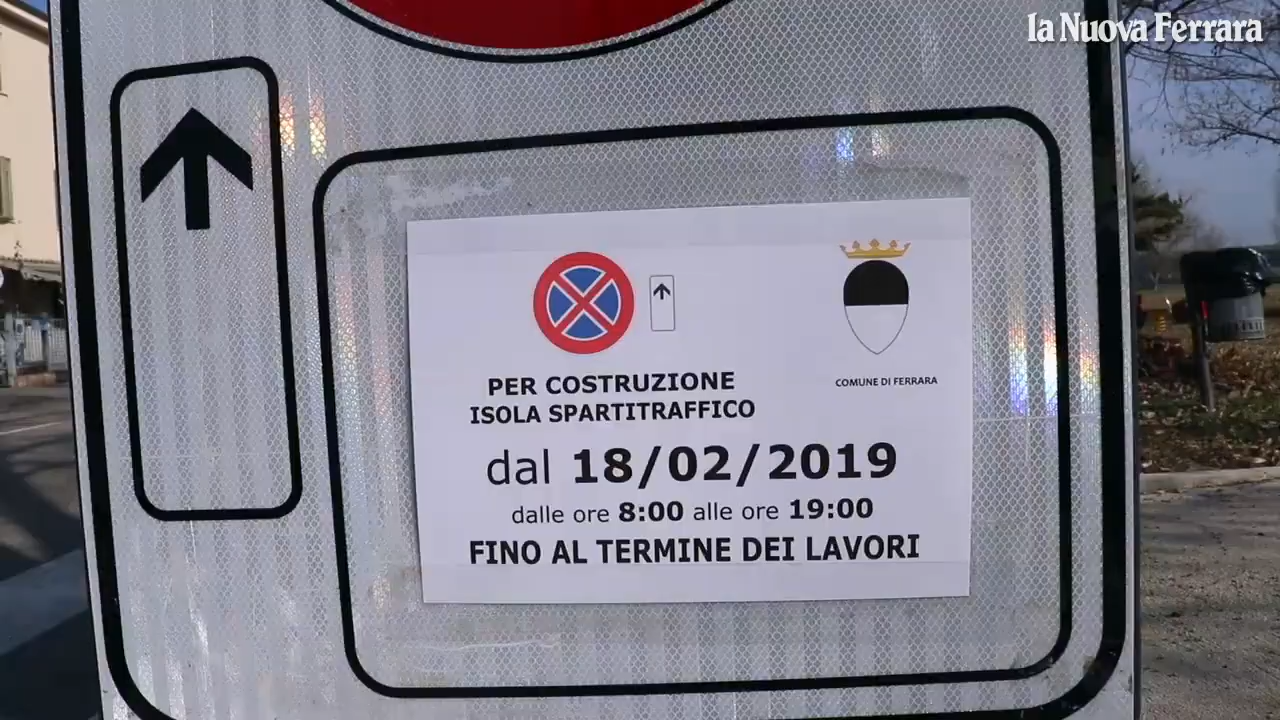 la Nuova Ferrara
PER COSTRUZIONE
ISOLA SPARTITRAFFICO
COMUNE DI FERRARA
dal 18/02/2019
dalle ore 8:00 alle ore 19:00
FINO AL TERMINE DEI LAVORI